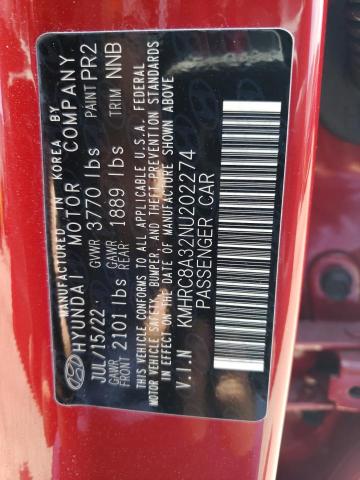 MANUFACTURED IN KOREA BY
HYUNDAI MOTOR COMPANY
JUL/15/22 GVWR 3770 lbs PAINT PR2
GAWR FRONT 2101 lbs GAWR REAR 1889 lbs TRIM NNB
THIS VEHICLE CONFORMS TO ALL APPLICABLE U.S.A. FEDERAL
MOTOR VEHICLE SAFETY, BUMPER, AND THEFT PREVENTION STANDARDS
IN EFFECT ON THE DATE OF MANUFACTURE SHOWN ABOVE
V.I.N KMHRC8A32NU202274
PASSENGER CAR